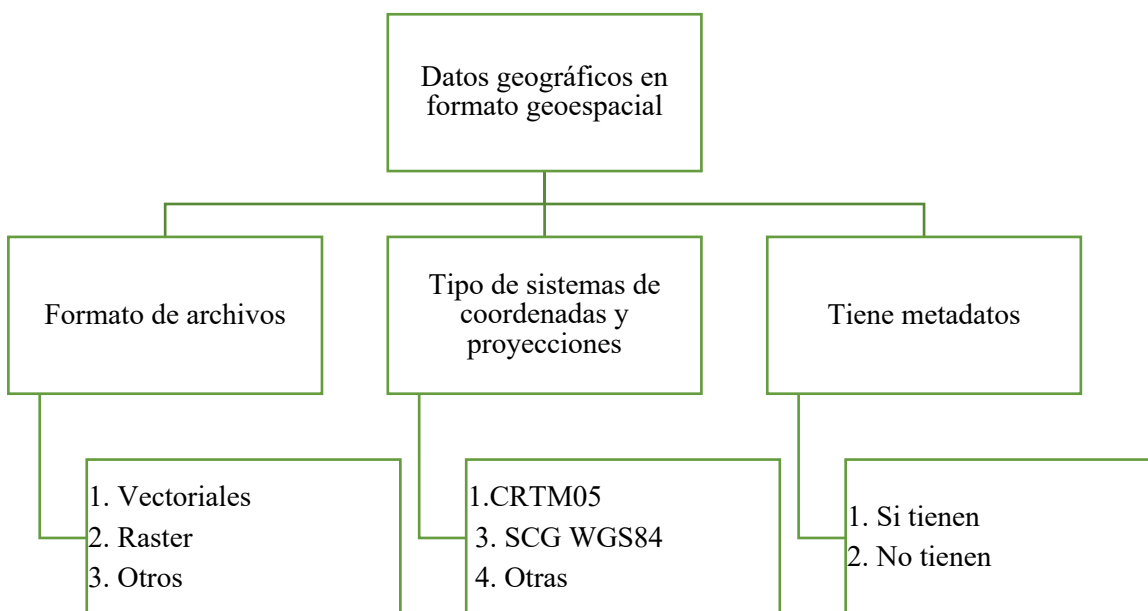 Datos geográficos en
formato geoespacial
Formato de archivos
Tipo de sistemas de
coordenadas y
proyecciones
Tiene metadatos
1. Vectoriales
2. Raster
3. Otros
1.CRTM05
3. SCG WGS84
4. Otras
1. Si tienen
2. No tienen